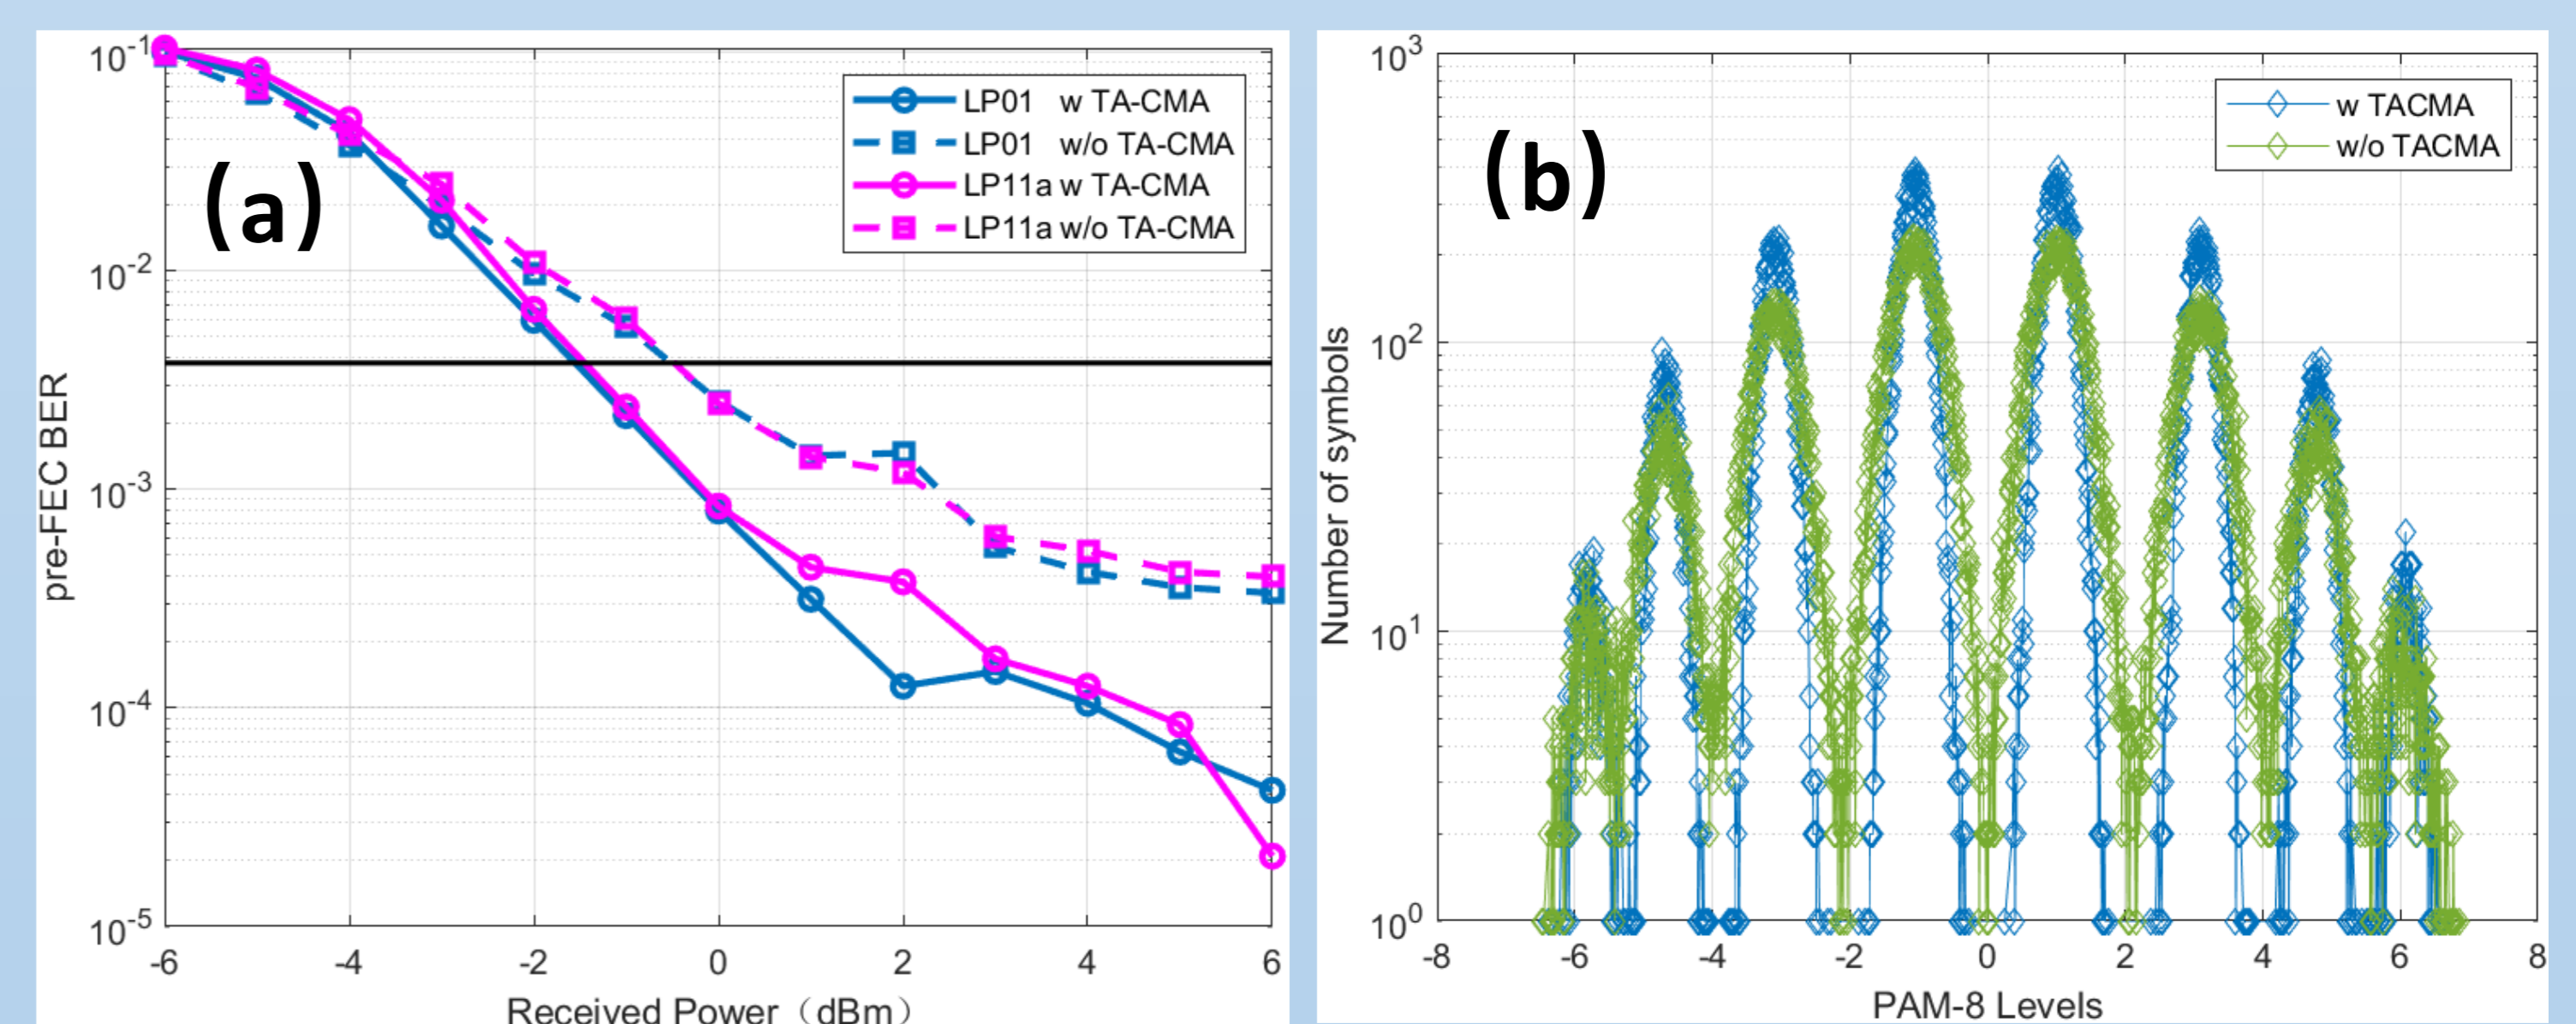 (a)
LP01 w TA-CMA
LP01 w/o TA-CMA
LP11a w TA-CMA
LP11a w/o TA-CMA
pre-FEC BER
10-1
10-2
10-3
10-4
10-5
-6 -4 -2 0 2 4 6
Received Power（dBm）
(b)
w TACMA
w/o TACMA
Number of symbols
10³
10²
10¹
10⁰
-8 -6 -4 -2 0 2 4 6 8
PAM-8 Levels